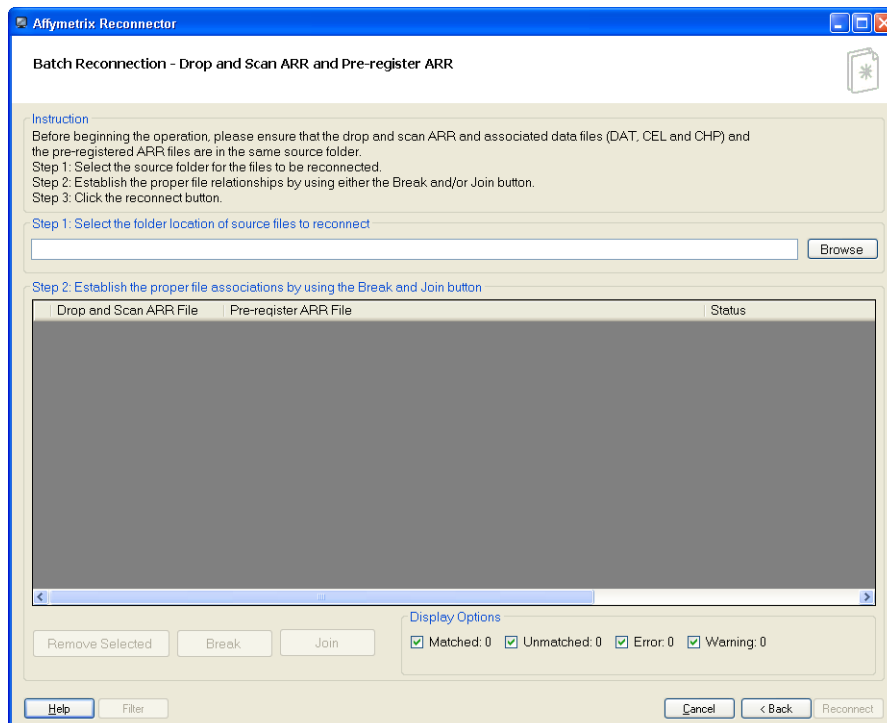 Affymetrix Reconnector
Batch Reconnection - Drop and Scan ARR and Pre-register ARR
Instruction
Before beginning the operation, please ensure that the drop and scan ARR and associated data files (DAT, CEL and CHP) and
the pre-registered ARR files are in the same source folder.
Step 1: Select the source folder for the files to be reconnected.
Step 2: Establish the proper file relationships by using either the Break and/or Join button.
Step 3: Click the reconnect button.
Step 1: Select the folder location of source files to reconnect
Browse
Step 2: Establish the proper file associations by using the Break and Join button
Drop and Scan ARR File Pre-register ARR File Status
Display Options
Remove Selected Break Join Matched: 0 Unmatched: 0 Error: 0 Warning: 0
Help Filter Cancel < Back Reconnect